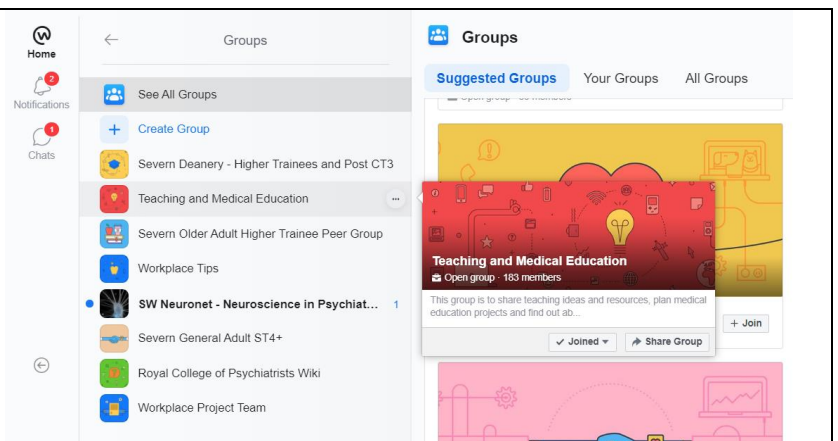 Home
2
Notifications
1
Chats
Groups
See All Groups
+ Create Group
Severn Deanery - Higher Trainees and Post CT3
Teaching and Medical Education
Severn Older Adult Higher Trainee Peer Group
Workplace Tips
SW Neuronet - Neuroscience in Psychiat... 1
Severn General Adult ST4+
Royal College of Psychiatrists Wiki
Workplace Project Team
Groups
Suggested Groups Your Groups All Groups
Teaching and Medical Education
Open group · 183 members
This group is to share teaching ideas and resources, plan medical
education projects and find out ab...
Joined Share Group
+ Join